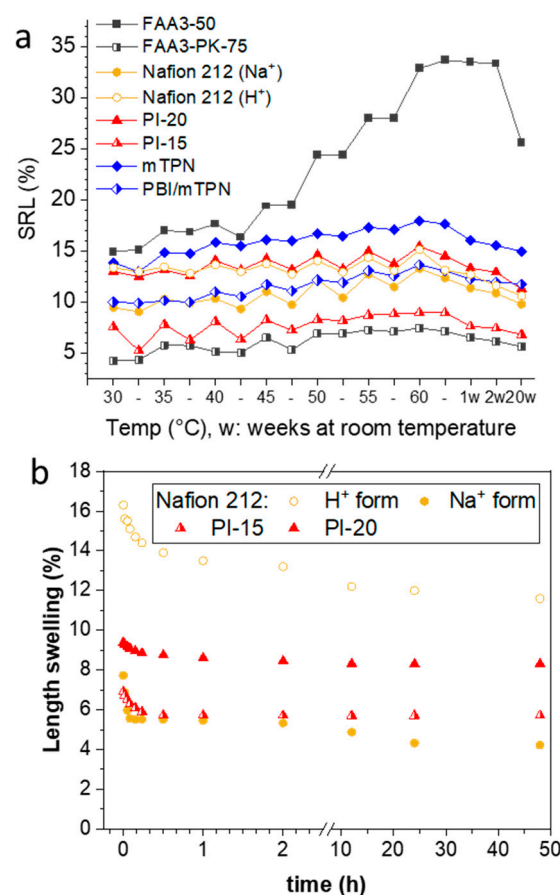 a
FAA3-50
FAA3-PK-75
Nafion 212 (Na⁺)
Nafion 212 (H⁺)
PI-20
PI-15
mTPN
PBI/mTPN
35
30
25
20
15
10
5
SRL (%)
30 - 35 - 40 - 45 - 50 - 55 - 60 - 1w 2w 20w
Temp (°C), w: weeks at room temperature
b
18
16
14
12
10
8
6
4
2
0
Length swelling (%)
Nafion 212: H⁺ form Na⁺ form
PI-15 PI-20
0 1 2 10 20 30 40 50
time (h)